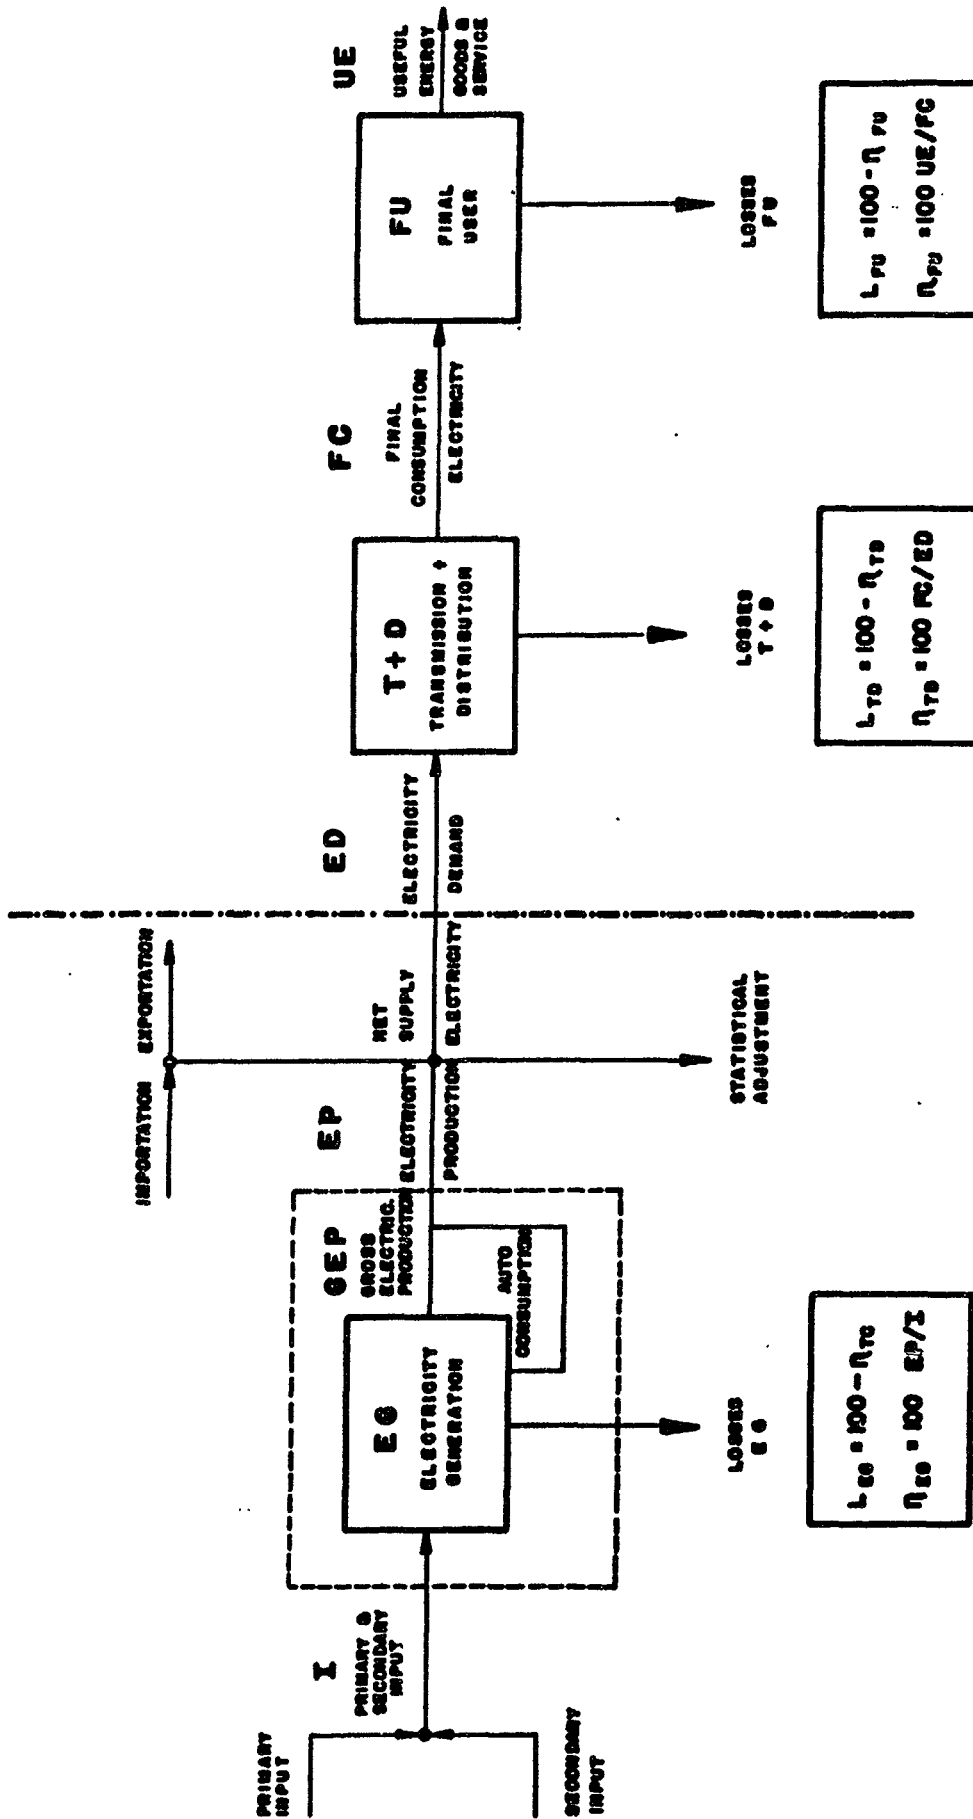 PRIMARY
INPUT
SECONDARY
INPUT
I
PRIMARY &
SECONDARY
INPUT
EG
ELECTRICITY
GENERATION
GEP
GROSS
ELECTRIC.
PRODUCTION
AUTO
CONSUMPTION
LOSSES
EG
L_EG = 100 - η_TC
η_EG = 100 EP/I
IMPORTATION
EXPORTATION
EP
ELECTRICITY
PRODUCTION
NET
SUPPLY
ELECTRICITY
STATISTICAL
ADJUSTMENT
ED
ELECTRICITY
DEMAND
T+D
TRANSMISSION +
DISTRIBUTION
LOSSES
T+D
L_TD = 100 - η_TD
η_TD = 100 FC/ED
FC
FINAL
CONSUMPTION
ELECTRICITY
FU
FINAL
USER
LOSSES
FU
L_FU = 100 - η_FU
η_FU = 100 UE/FC
UE
USEFUL
ENERGY
GOODS &
SERVICE